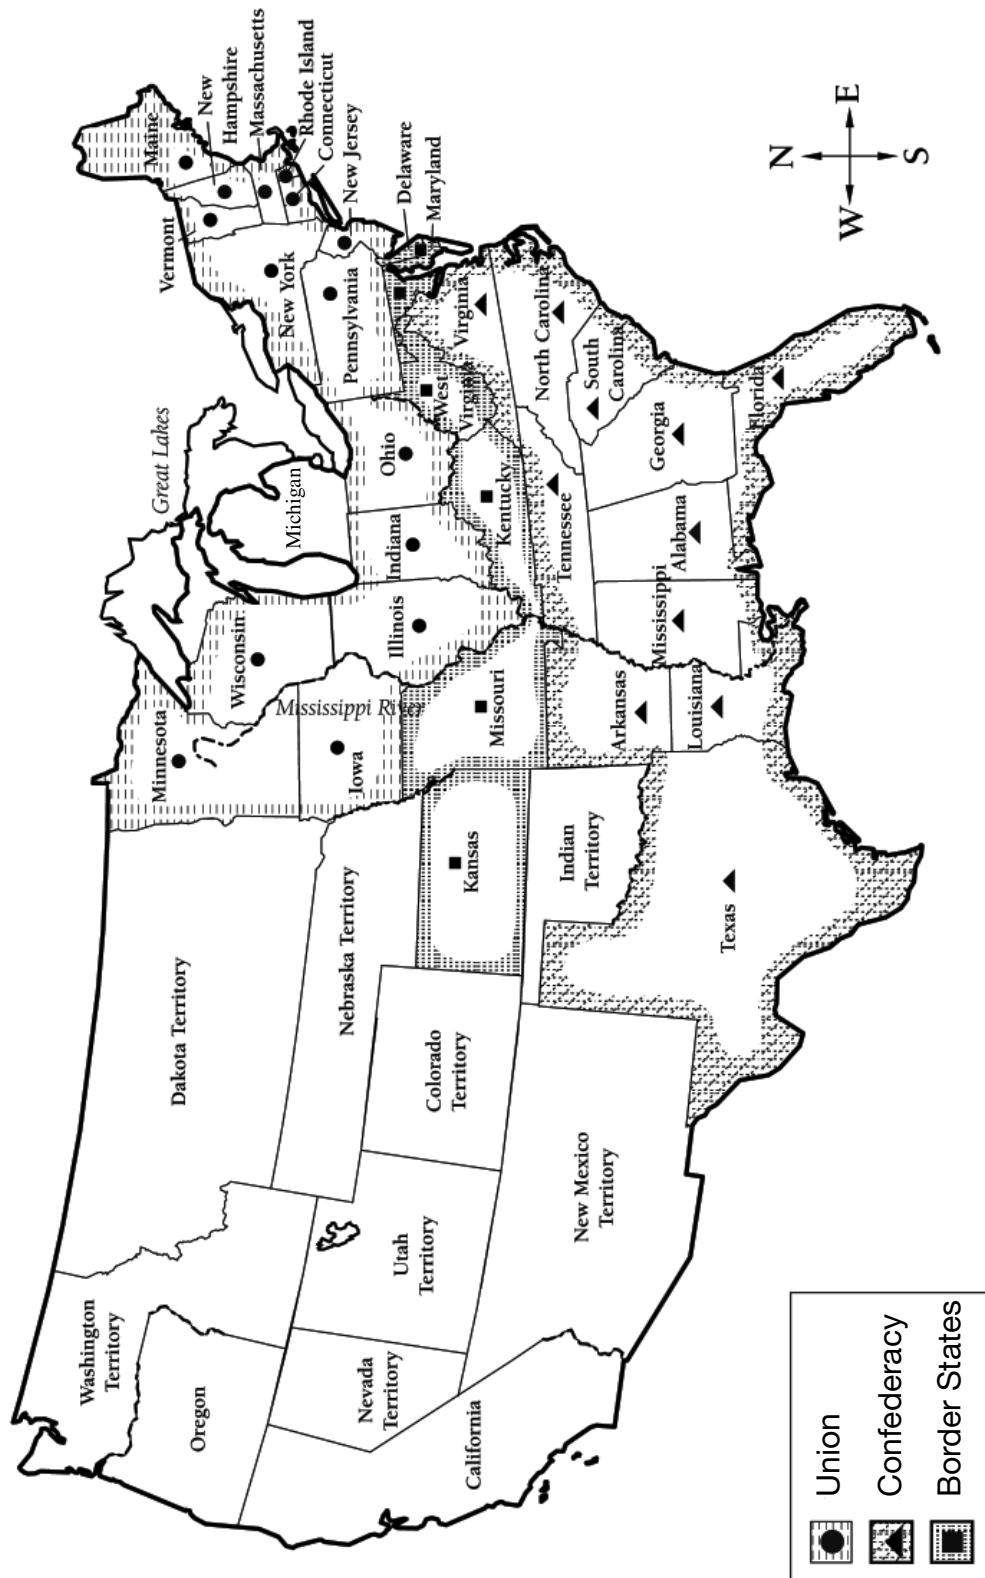 Washington
Territory
Oregon
California
Nevada
Territory
Utah
Territory
New Mexico
Territory
Dakota Territory
Nebraska Territory
Colorado
Territory
Kansas
Indian
Territory
Texas
Minnesota
Iowa
Missouri
Arkansas
Louisiana
Wisconsin
Illinois
Mississippi River
Mississippi
Great Lakes
Michigan
Indiana
Ohio
Kentucky
Tennessee
Alabama
Georgia
Florida
South
Carolina
North Carolina
Virginia
West
Virginia
Pennsylvania
New York
Vermont
Maine
New
Hampshire
Massachusetts
Rhode Island
Connecticut
New Jersey
Delaware
Maryland
N
W
E
S
Union
Confederacy
Border States